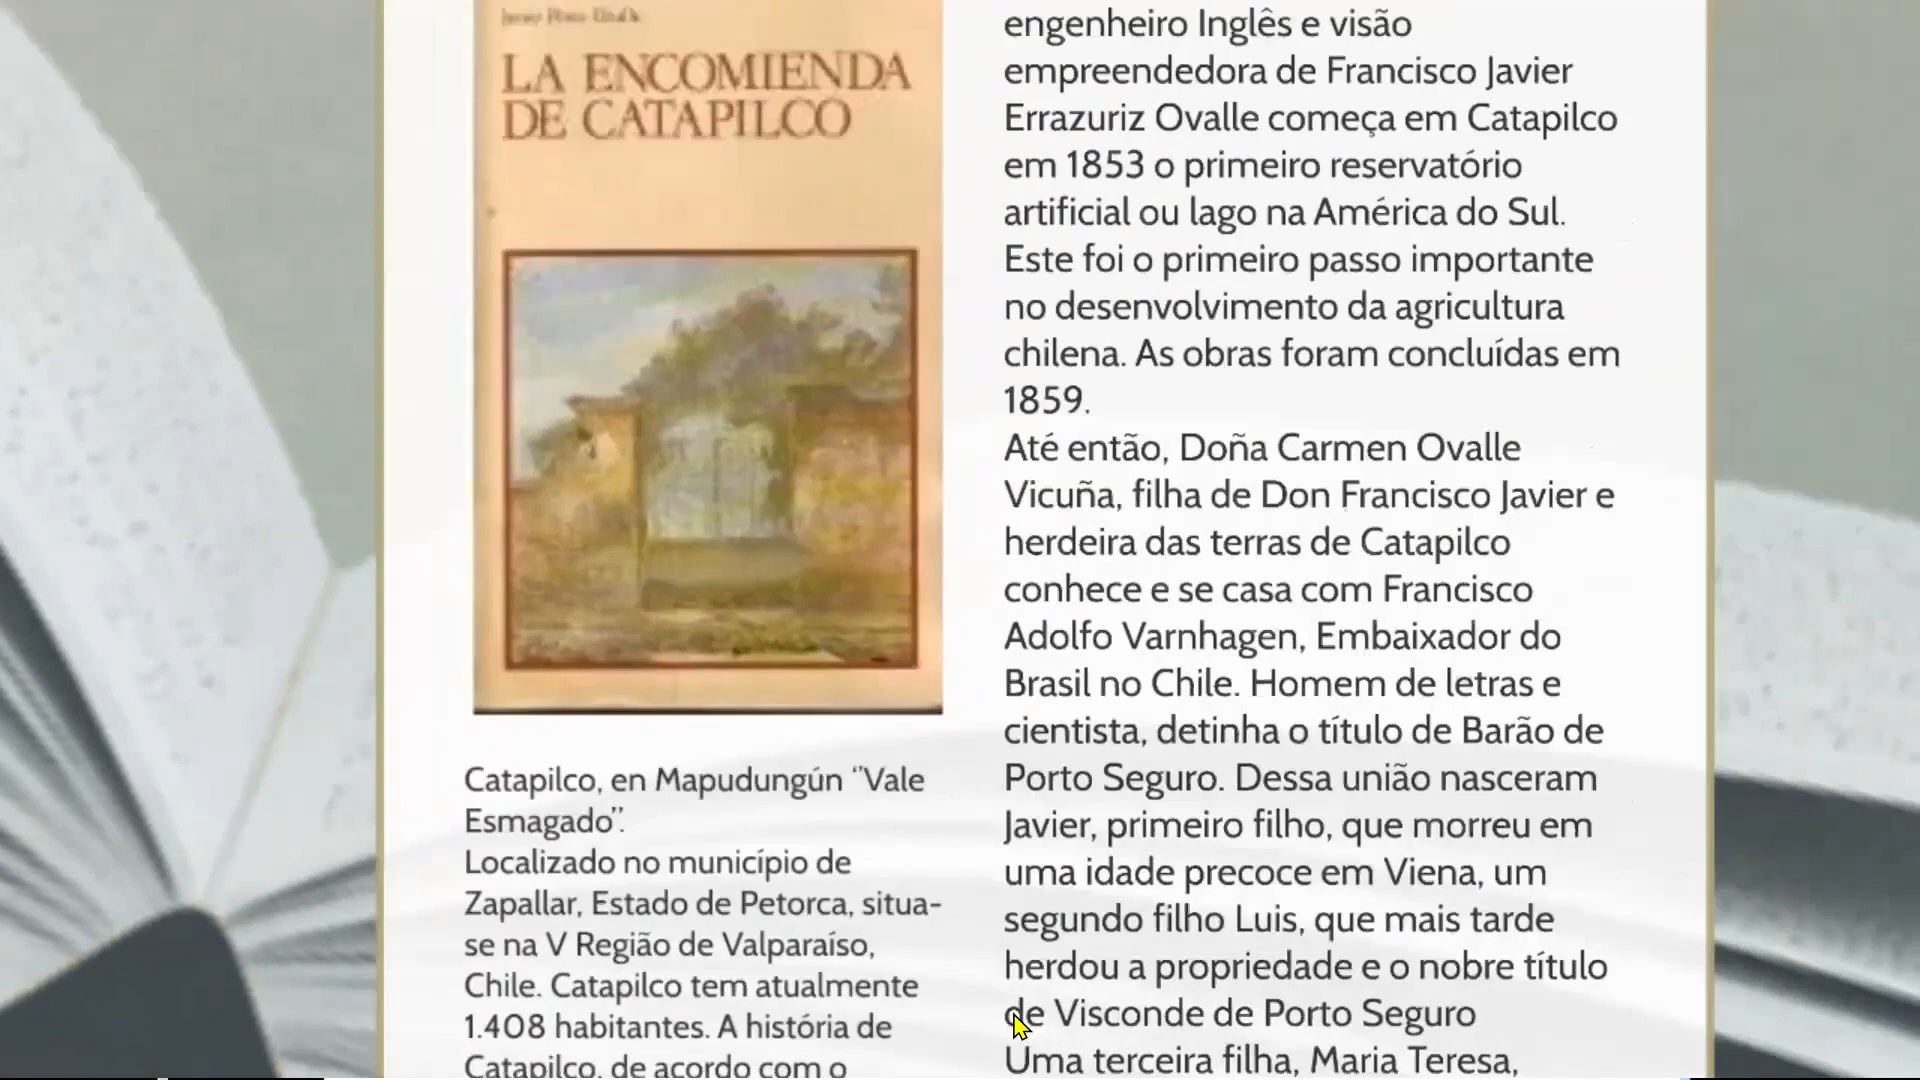 LA ENCOMIENDA
DE CATAPILCO
Catapilco, en Mapudungún “Vale
Esmagado”.
Localizado no município de
Zapallar, Estado de Petorca, situa-
se na V Região de Valparaíso,
Chile. Catapilco tem atualmente
1.408 habitantes. A história de
Catapilco, de acordo com o
engenheiro Inglês e visão
empreendedora de Francisco Javier
Errazuriz Ovalle começa em Catapilco
em 1853 o primeiro reservatório
artificial ou lago na América do Sul.
Este foi o primeiro passo importante
no desenvolvimento da agricultura
chilena. As obras foram concluídas em
1859.
Até então, Doña Carmen Ovalle
Vicuña, filha de Don Francisco Javier e
herdeira das terras de Catapilco
conhece e se casa com Francisco
Adolfo Varnhagen, Embaixador do
Brasil no Chile. Homem de letras e
cientista, detinha o título de Barão de
Porto Seguro. Dessa união nasceram
Javier, primeiro filho, que morreu em
uma idade precoce em Viena, um
segundo filho Luis, que mais tarde
herdou a propriedade e o nobre título
de Visconde de Porto Seguro
Uma terceira filha, Maria Teresa,